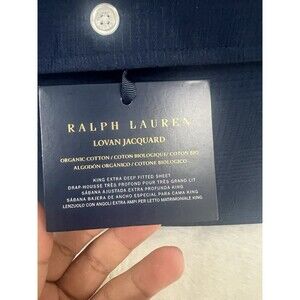 RALPH LAUREN
LOVAN JACQUARD
ORGANIC COTTON / COTON BIOLOGIQUE / COTTON BIO
ALGODÓN ORGÁNICO / COTONE BIOLOGICO
KING EXTRA DEEP FITTED SHEET
DRAP-HOUSSE TRÈS PROFOND POUR TRÈS GRAND LIT
SÁBANA AJUSTADA EXTRA PROFUNDA KING
SÁBANA BAJERA DE ANCHO ESPECIAL PARA CAMA KING
LENZUOLO CON ANGOLI EXTRA AMPI PER LETTO MATRIMONIALE KING